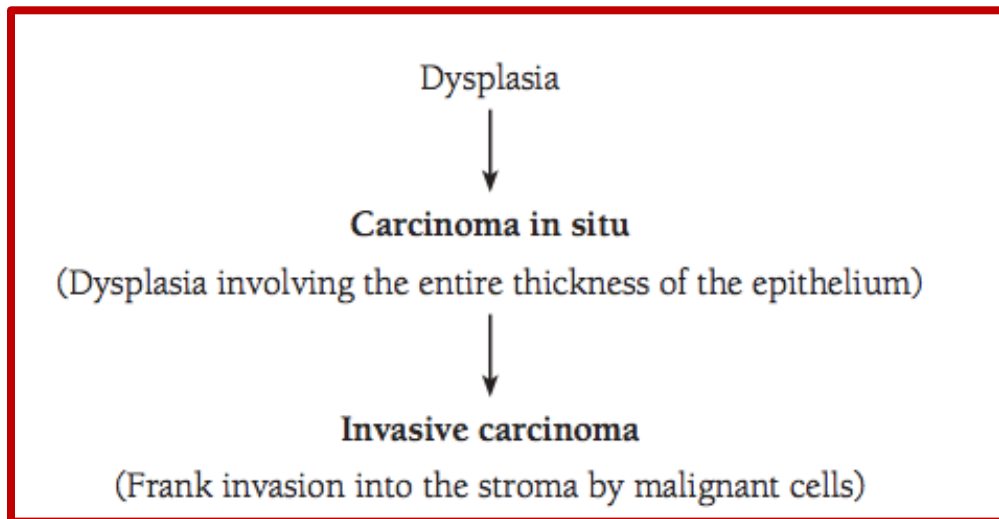 Dysplasia
Carcinoma in situ
(Dysplasia involving the entire thickness of the epithelium)
Invasive carcinoma
(Frank invasion into the stroma by malignant cells)